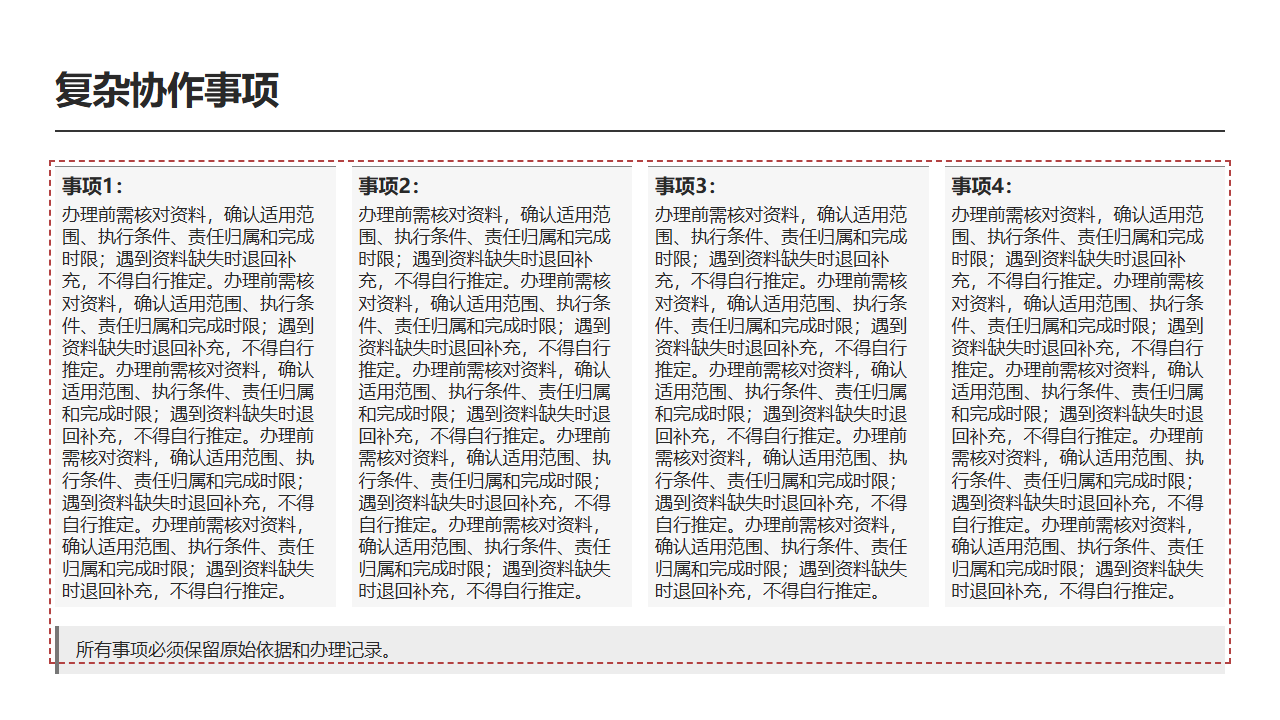 复杂协作事项
事项1：
办理前需核对资料，确认适用范
围、执行条件、责任归属和完成
时限；遇到资料缺失时退回补
充，不得自行推定。办理前需核
对资料，确认适用范围、执行条
件、责任归属和完成时限；遇到
资料缺失时退回补充，不得自行
推定。办理前需核对资料，确认
适用范围、执行条件、责任归属
和完成时限；遇到资料缺失时退
回补充，不得自行推定。办理前
需核对资料，确认适用范围、执
行条件、责任归属和完成时限；
遇到资料缺失时退回补充，不得
自行推定。办理前需核对资料，
确认适用范围、执行条件、责任
归属和完成时限；遇到资料缺失
时退回补充，不得自行推定。
事项2：
办理前需核对资料，确认适用范
围、执行条件、责任归属和完成
时限；遇到资料缺失时退回补
充，不得自行推定。办理前需核
对资料，确认适用范围、执行条
件、责任归属和完成时限；遇到
资料缺失时退回补充，不得自行
推定。办理前需核对资料，确认
适用范围、执行条件、责任归属
和完成时限；遇到资料缺失时退
回补充，不得自行推定。办理前
需核对资料，确认适用范围、执
行条件、责任归属和完成时限；
遇到资料缺失时退回补充，不得
自行推定。办理前需核对资料，
确认适用范围、执行条件、责任
归属和完成时限；遇到资料缺失
时退回补充，不得自行推定。
事项3：
办理前需核对资料，确认适用范
围、执行条件、责任归属和完成
时限；遇到资料缺失时退回补
充，不得自行推定。办理前需核
对资料，确认适用范围、执行条
件、责任归属和完成时限；遇到
资料缺失时退回补充，不得自行
推定。办理前需核对资料，确认
适用范围、执行条件、责任归属
和完成时限；遇到资料缺失时退
回补充，不得自行推定。办理前
需核对资料，确认适用范围、执
行条件、责任归属和完成时限；
遇到资料缺失时退回补充，不得
自行推定。办理前需核对资料，
确认适用范围、执行条件、责任
归属和完成时限；遇到资料缺失
时退回补充，不得自行推定。
事项4：
办理前需核对资料，确认适用范
围、执行条件、责任归属和完成
时限；遇到资料缺失时退回补
充，不得自行推定。办理前需核
对资料，确认适用范围、执行条
件、责任归属和完成时限；遇到
资料缺失时退回补充，不得自行
推定。办理前需核对资料，确认
适用范围、执行条件、责任归属
和完成时限；遇到资料缺失时退
回补充，不得自行推定。办理前
需核对资料，确认适用范围、执
行条件、责任归属和完成时限；
遇到资料缺失时退回补充，不得
自行推定。办理前需核对资料，
确认适用范围、执行条件、责任
归属和完成时限；遇到资料缺失
时退回补充，不得自行推定。
所有事项必须保留原始依据和办理记录。